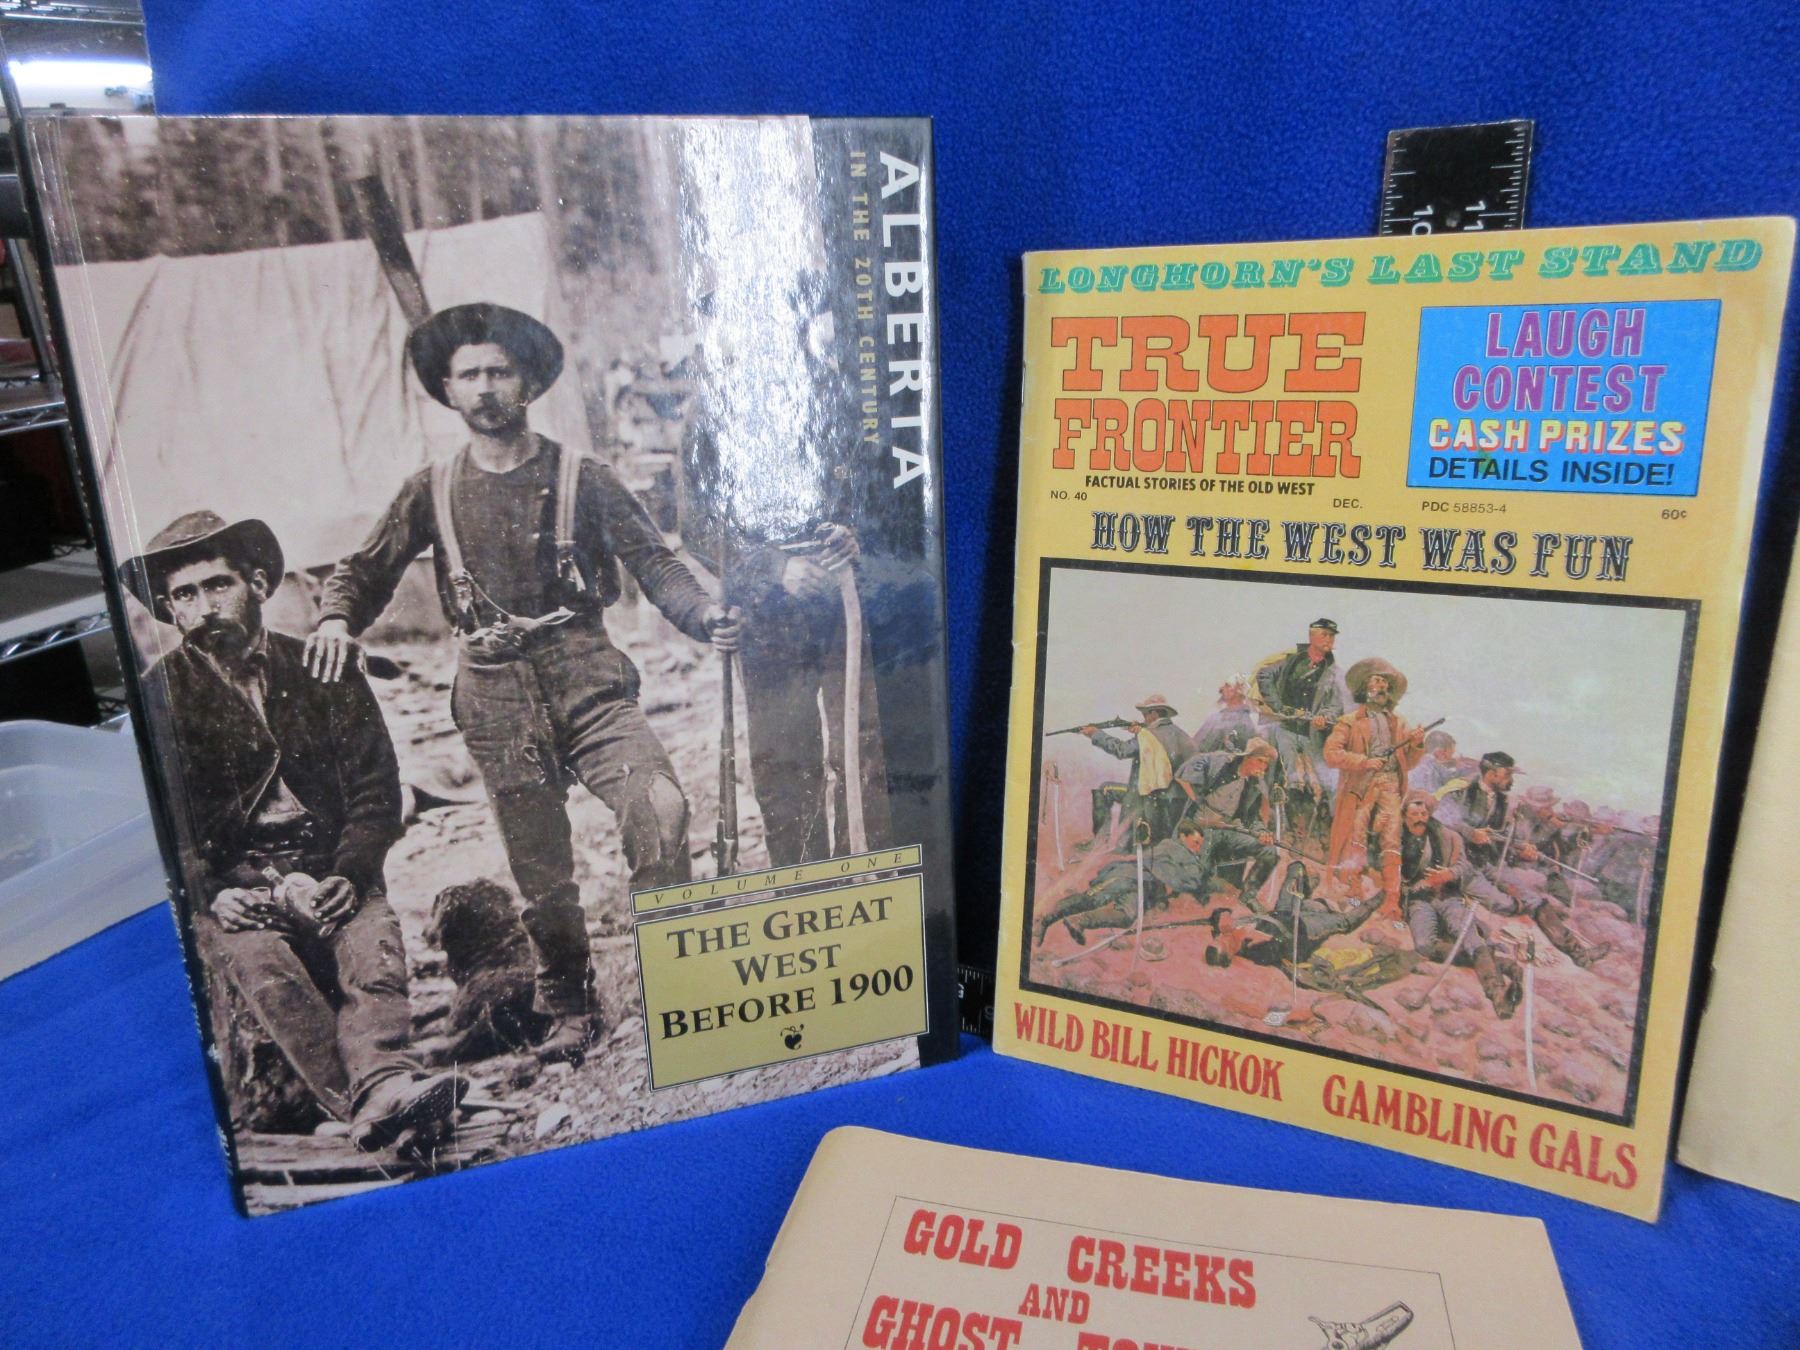 ALBERTA
IN THE 20TH CENTURY
VOLUME ONE
THE GREAT
WEST
BEFORE 1900
LONGHORN'S LAST STAND
TRUE
FRONTIER
FACTUAL STORIES OF THE OLD WEST
NO. 40 DEC. PDC 58853-4 60¢
LAUGH
CONTEST
CASH PRIZES
DETAILS INSIDE!
HOW THE WEST WAS FUN
WILD BILL HICKOK GAMBLING GALS
11
GOLD CREEKS
AND
GHOST